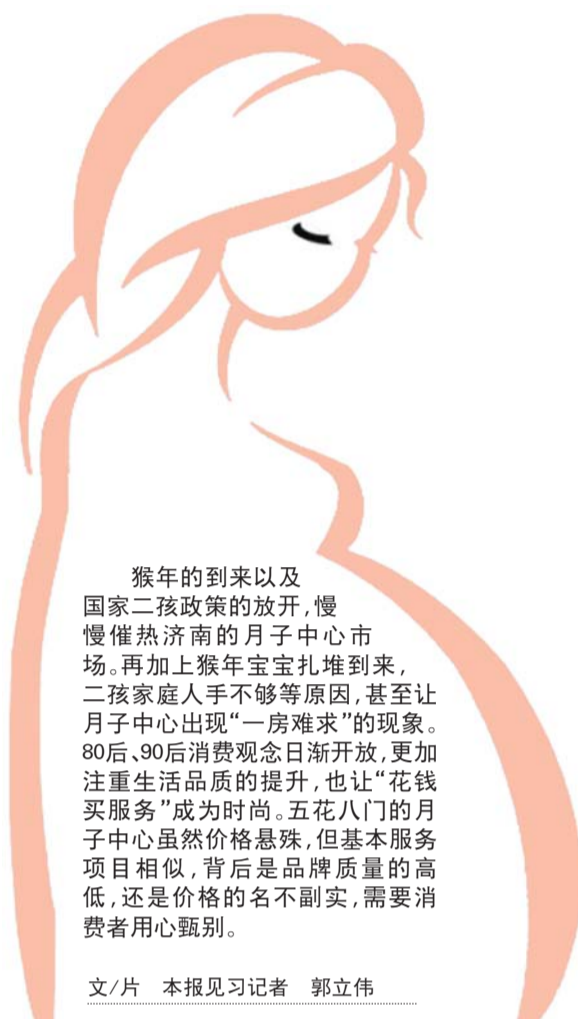 猴年的到来以及
国家二孩政策的放开,慢
慢催热济南的月子中心市
场。再加上猴年宝宝扎堆到来,
二孩家庭人手不够等原因,甚至让
月子中心出现“一房难求”的现象。
80后、90后消费观念日渐开放,更加
注重生活品质的提升,也让“花钱
买服务”成为时尚。五花八门的月
子中心虽然价格悬殊,但基本服务
项目相似,背后是品牌质量的高
低,还是价格的名不副实,需要消
费者用心甄别。
文/片 本报见习记者 郭立伟